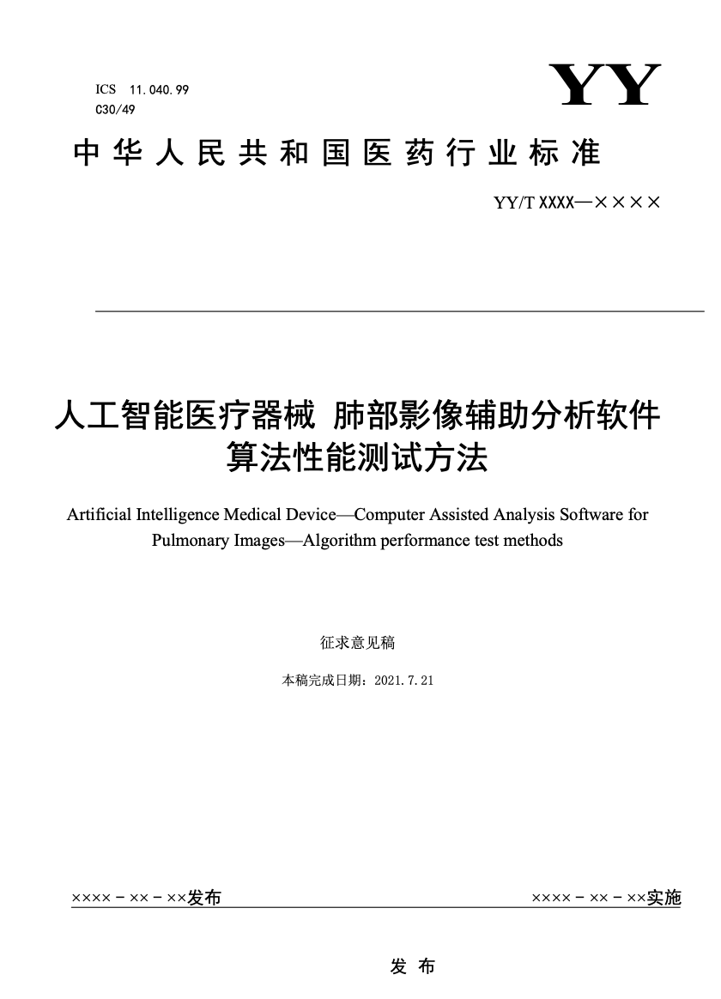 ICS 11.040.99
YY
C30/49
中华人民共和国医药行业标准
YY/T XXXX—××××
人工智能医疗器械 肺部影像辅助分析软件
算法性能测试方法
Artificial Intelligence Medical Device—Computer Assisted Analysis Software for
Pulmonary Images—Algorithm performance test methods
征求意见稿
本稿完成日期：2021.7.21
××××－××－××发布
××××－××－××实施
发 布